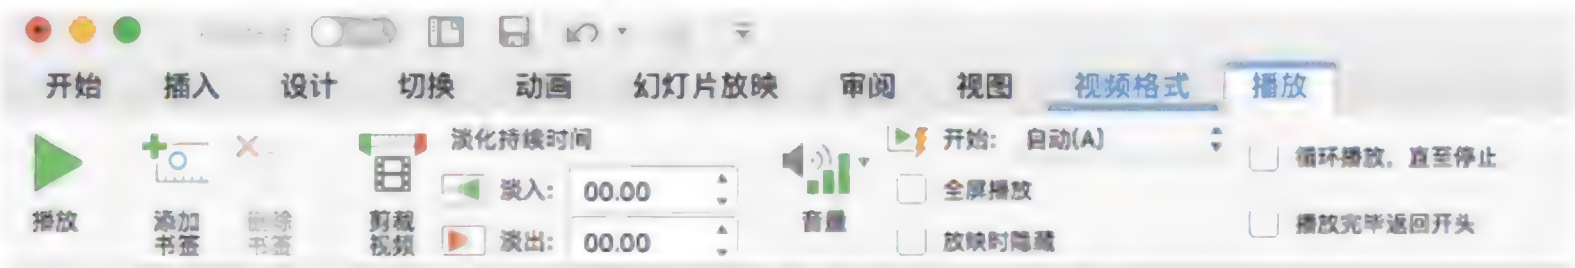 开始 插入 设计 切换 动画 幻灯片放映 审阅 视图 视频格式 播放
播放
添加
书签
删除
书签
剪裁
视频
淡化持续时间
淡入: 00.00
淡出: 00.00
音量
开始: 自动(A)
全屏播放
放映时隐藏
循环播放，直至停止
播放完毕返回开头